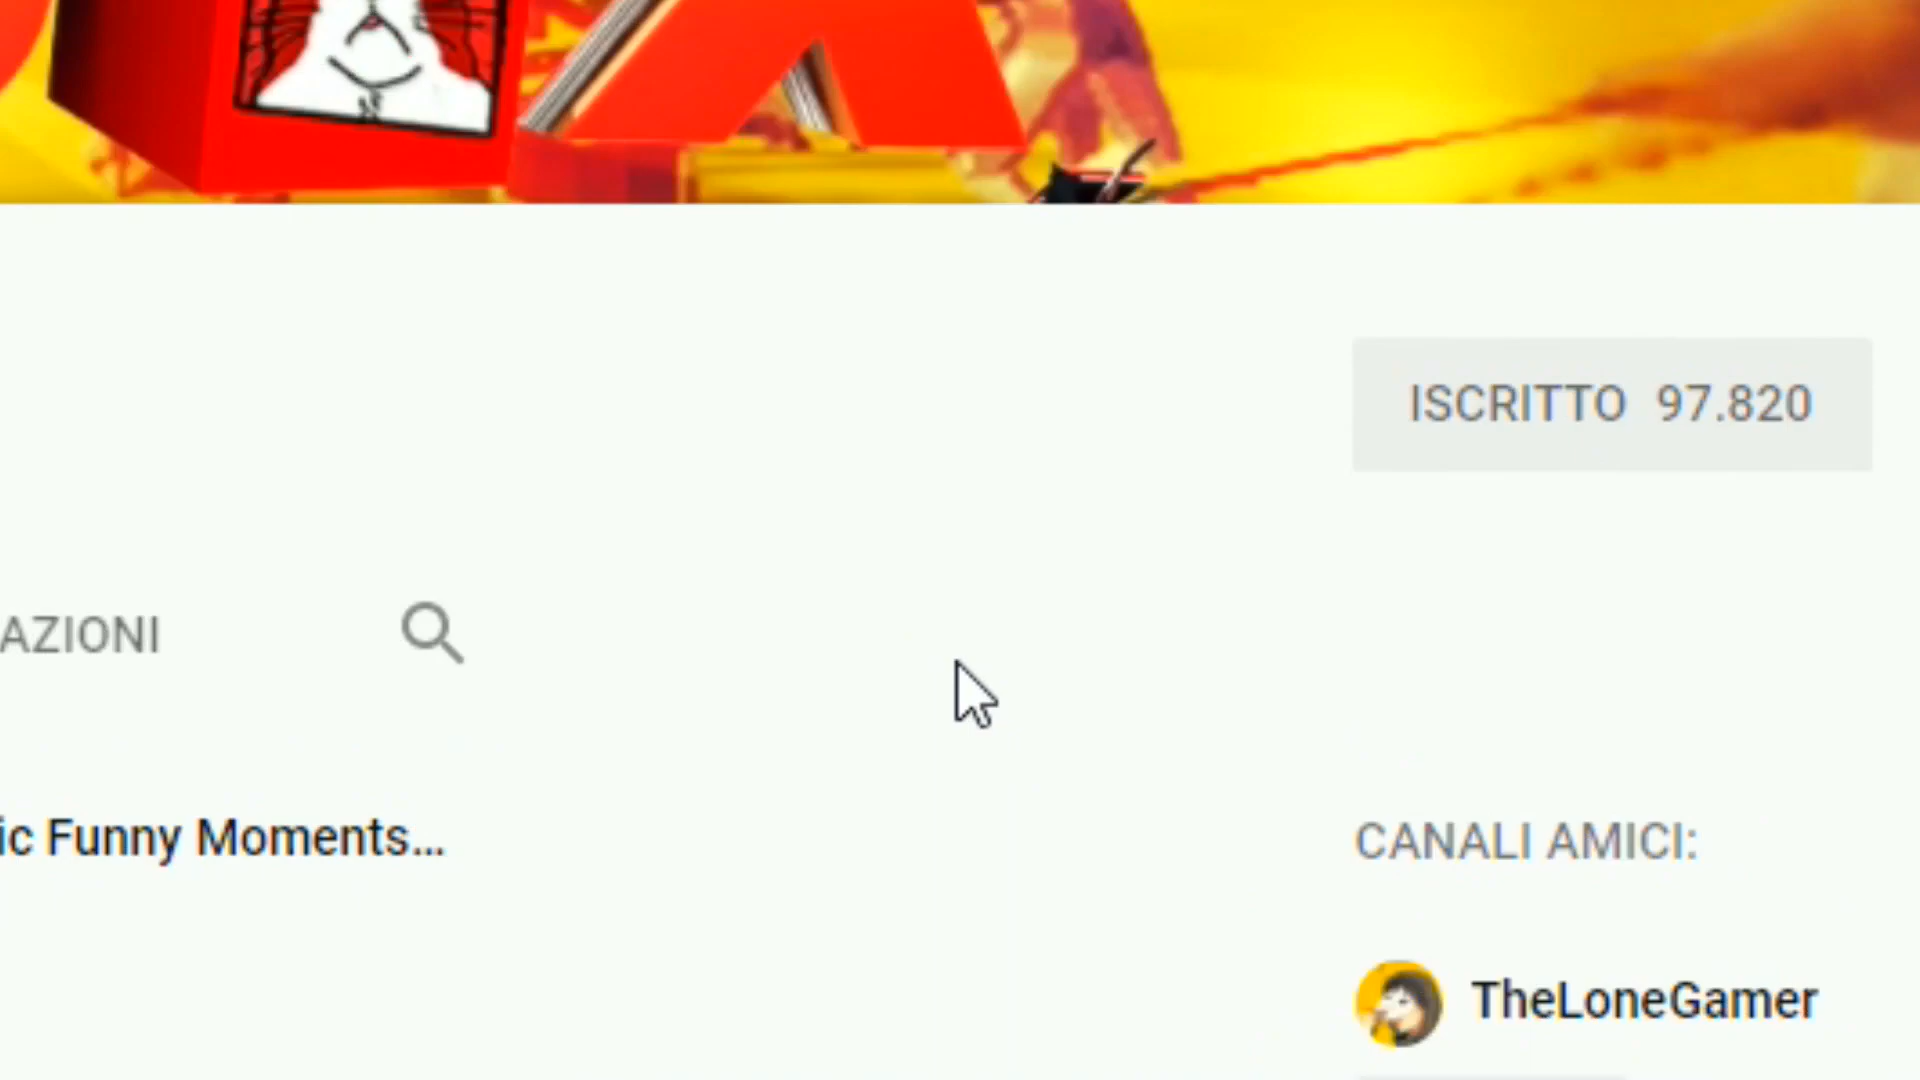 ISCRITTO 97.820
AZIONI
ic Funny Moments...
CANALI AMICI:
TheLoneGamer